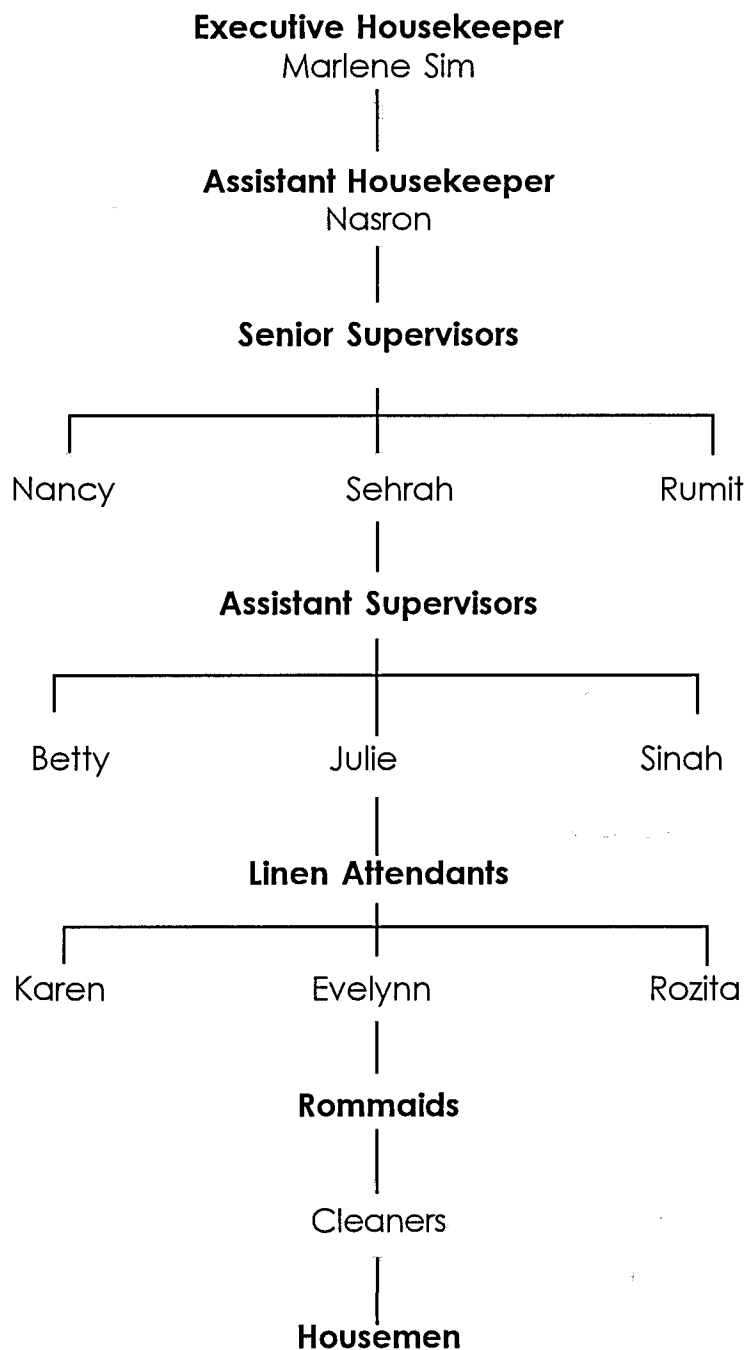 Executive Housekeeper
Marlene Sim
Assistant Housekeeper
Nasron
Senior Supervisors
Nancy Sehrah Rumit
Assistant Supervisors
Betty Julie Sinah
Linen Attendants
Karen Evelynn Rozita
Rommaids
Cleaners
Housemen